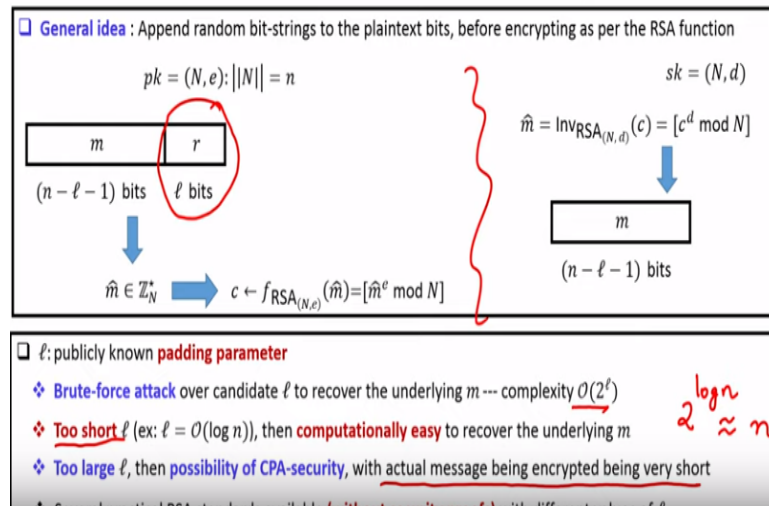 ❑ General idea : Append random bit-strings to the plaintext bits, before encrypting as per the RSA function
pk = (N, e): ||N|| = n
sk = (N, d)
m r
m̂ = Inv_RSA_(N,d)(c) = [c^d mod N]
(n − ℓ − 1) bits ℓ bits
m
(n − ℓ − 1) bits
m̂ ∈ ℤ*_N c ← f_RSA_(N,e)(m̂)=[m̂^e mod N]
❑ ℓ: publicly known padding parameter
❖ Brute-force attack over candidate ℓ to recover the underlying m --- complexity 𝒪(2^ℓ)
❖ Too short ℓ (ex: ℓ = 𝒪(log n)), then computationally easy to recover the underlying m
2^logn ≈ n
❖ Too large ℓ, then possibility of CPA-security, with actual message being encrypted being very short